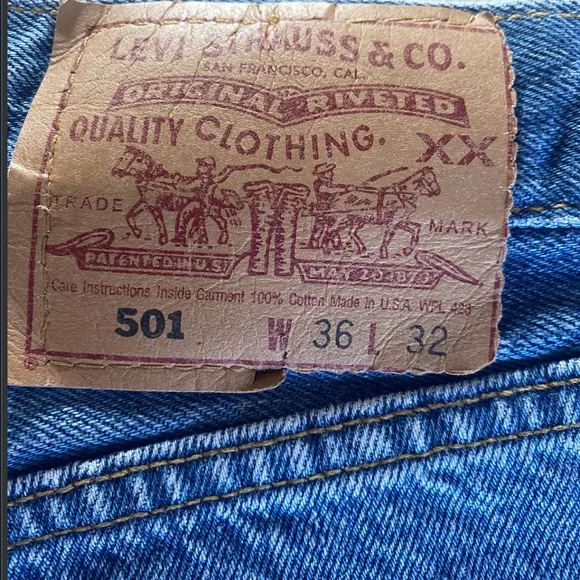 LEVI STRAUSS & CO.
SAN FRANCISCO, CAL.
ORIGINAL RIVETED
QUALITY CLOTHING.
XX
TRADE MARK
PATENTED IN U.S.
MAY 20 1873
Care Instructions Inside Garment 100% Cotton Made in U.S.A. WPL 423
501 W 36 L 32
®